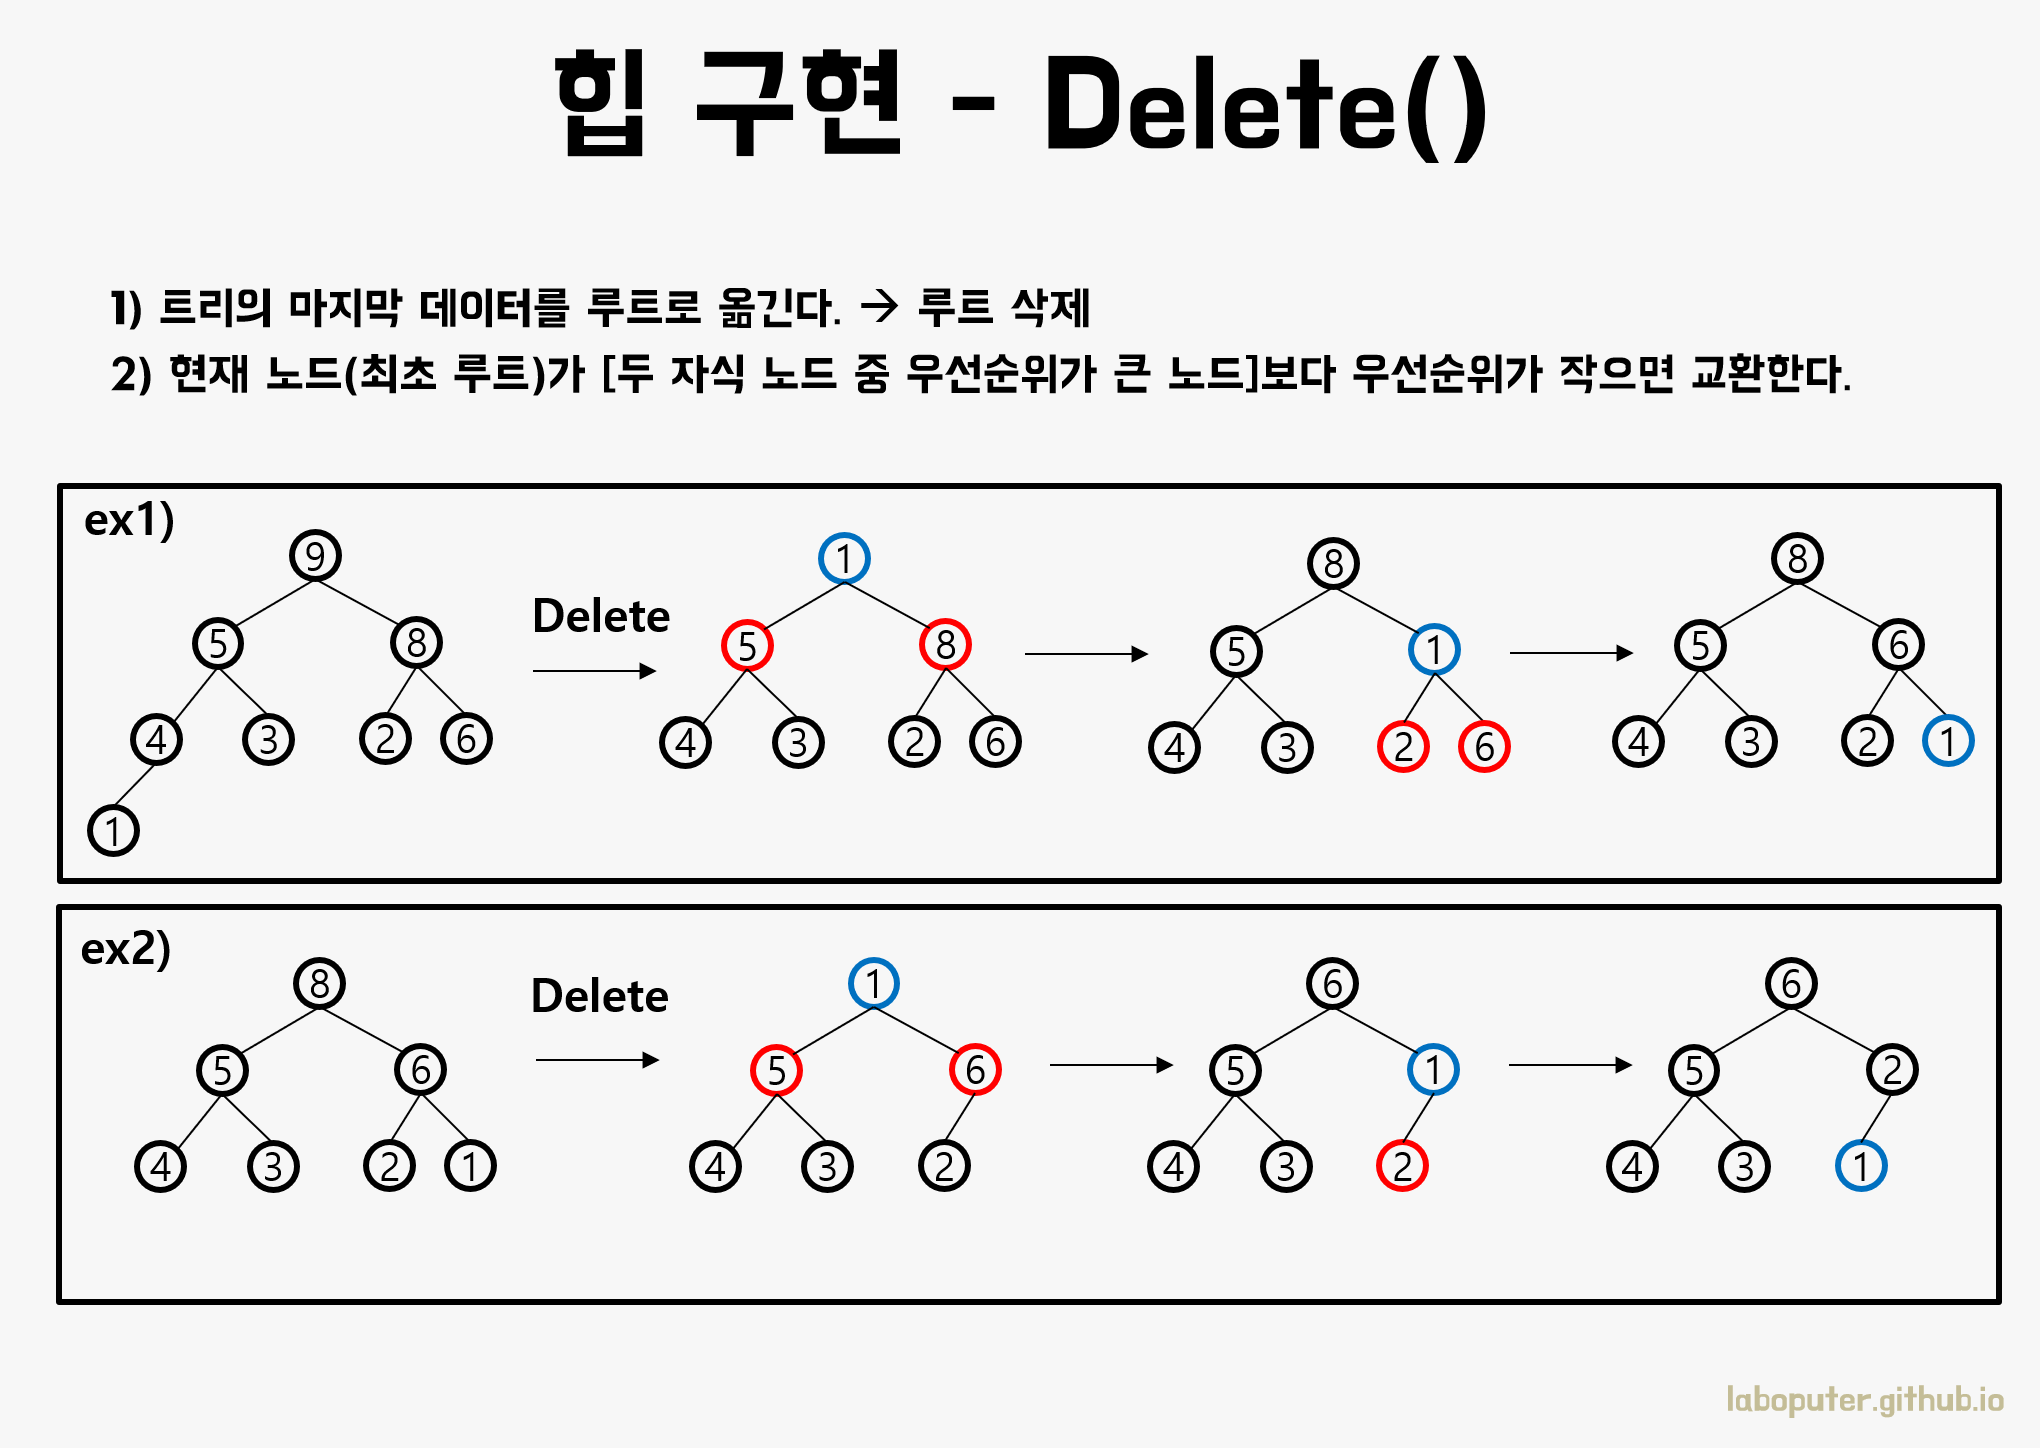 힙 구현 - Delete()
1) 트리의 마지막 데이터를 루트로 옮긴다. → 루트 삭제
2) 현재 노드(최초 루트)가 [두 자식 노드 중 우선순위가 큰 노드]보다 우선순위가 작으면 교환한다.
ex1)
9
5 8
4 3 2 6
1
Delete
1
5 8
4 3 2 6
8
5 1
4 3 2 6
8
5 6
4 3 2 1
ex2)
8
5 6
4 3 2 1
Delete
1
5 6
4 3 2
6
5 1
4 3 2
6
5 2
4 3 1
laboputer.github.io